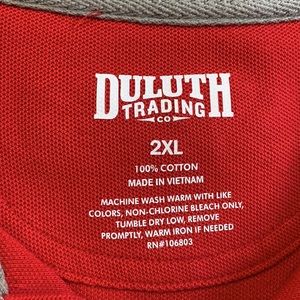 DULUTH
TRADING
CO
2XL
100% COTTON
MADE IN VIETNAM
MACHINE WASH WARM WITH LIKE
COLORS, NON-CHLORINE BLEACH ONLY,
TUMBLE DRY LOW, REMOVE
PROMPTLY, WARM IRON IF NEEDED
RN#106803